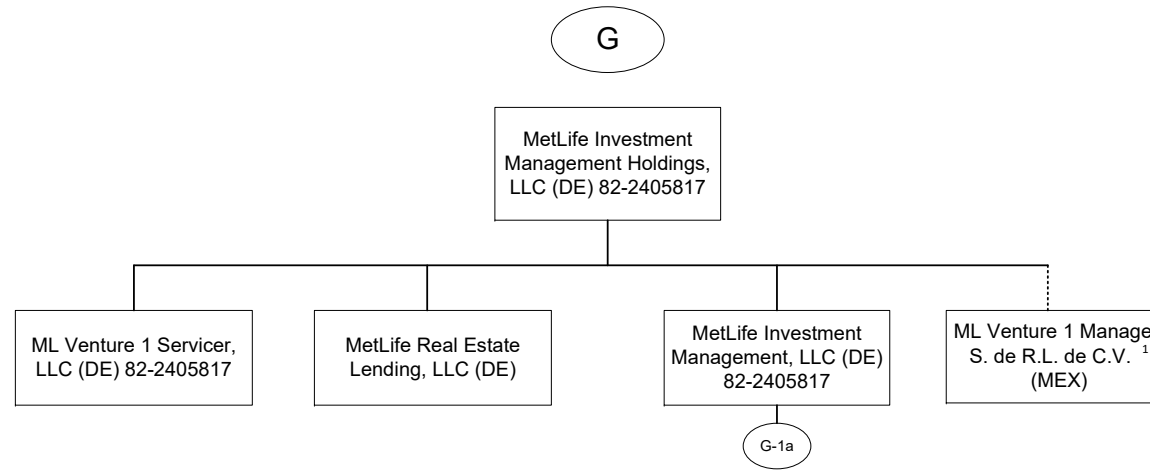 G
MetLife Investment
Management Holdings,
LLC (DE) 82-2405817
ML Venture 1 Servicer,
LLC (DE) 82-2405817
MetLife Real Estate
Lending, LLC (DE)
MetLife Investment
Management, LLC (DE)
82-2405817
ML Venture 1 Manage
S. de R.L. de C.V. 1
(MEX)
G-1a